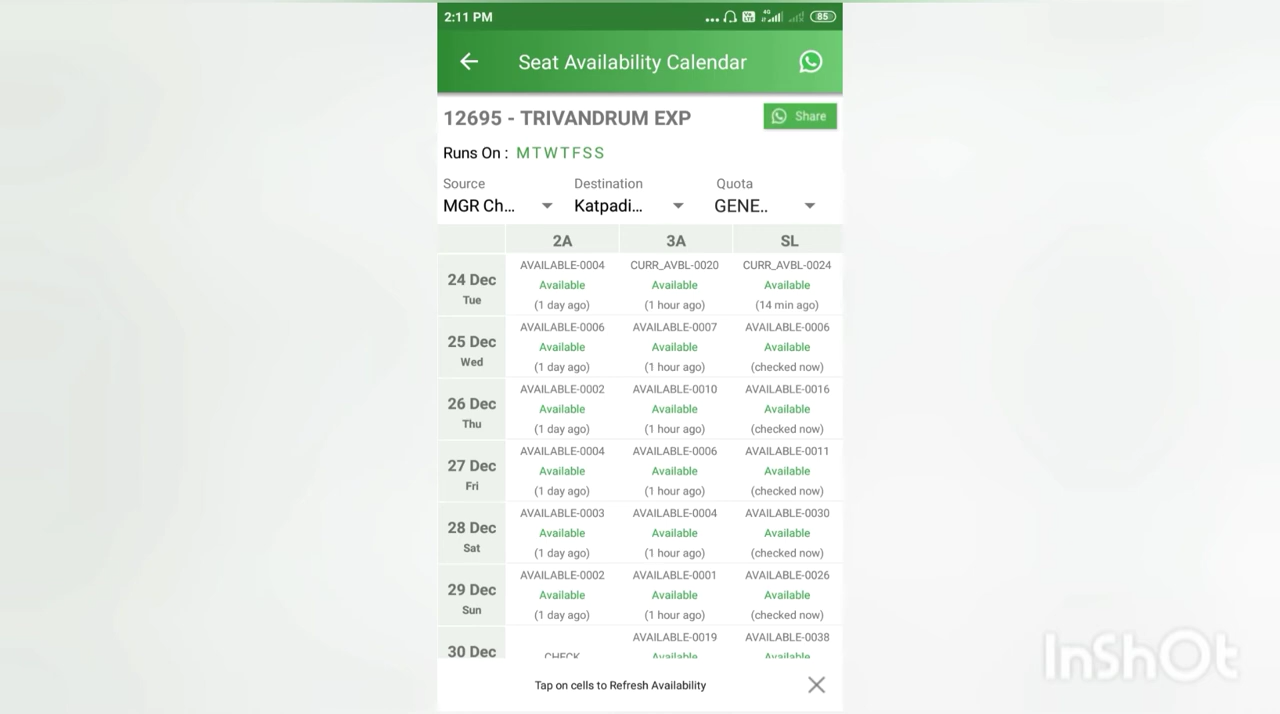 2:11 PM 4G 85
Seat Availability Calendar
12695 - TRIVANDRUM EXP Share
Runs On : M T W T F S S
Source Destination Quota
MGR Ch... Katpadi... GENE..
2A 3A SL
AVAILABLE-0004 CURR_AVBL-0020 CURR_AVBL-0024
24 Dec Available Available Available
Tue (1 day ago) (1 hour ago) (14 min ago)
AVAILABLE-0006 AVAILABLE-0007 AVAILABLE-0006
25 Dec Available Available Available
Wed (1 day ago) (1 hour ago) (checked now)
AVAILABLE-0002 AVAILABLE-0010 AVAILABLE-0016
26 Dec Available Available Available
Thu (1 day ago) (1 hour ago) (checked now)
AVAILABLE-0004 AVAILABLE-0006 AVAILABLE-0011
27 Dec Available Available Available
Fri (1 day ago) (1 hour ago) (checked now)
AVAILABLE-0003 AVAILABLE-0004 AVAILABLE-0030
28 Dec Available Available Available
Sat (1 day ago) (1 hour ago) (checked now)
AVAILABLE-0002 AVAILABLE-0001 AVAILABLE-0026
29 Dec Available Available Available
Sun (1 day ago) (1 hour ago) (checked now)
AVAILABLE-0019 AVAILABLE-0038
30 Dec CHECK Available Available
Tap on cells to Refresh Availability
InShOt